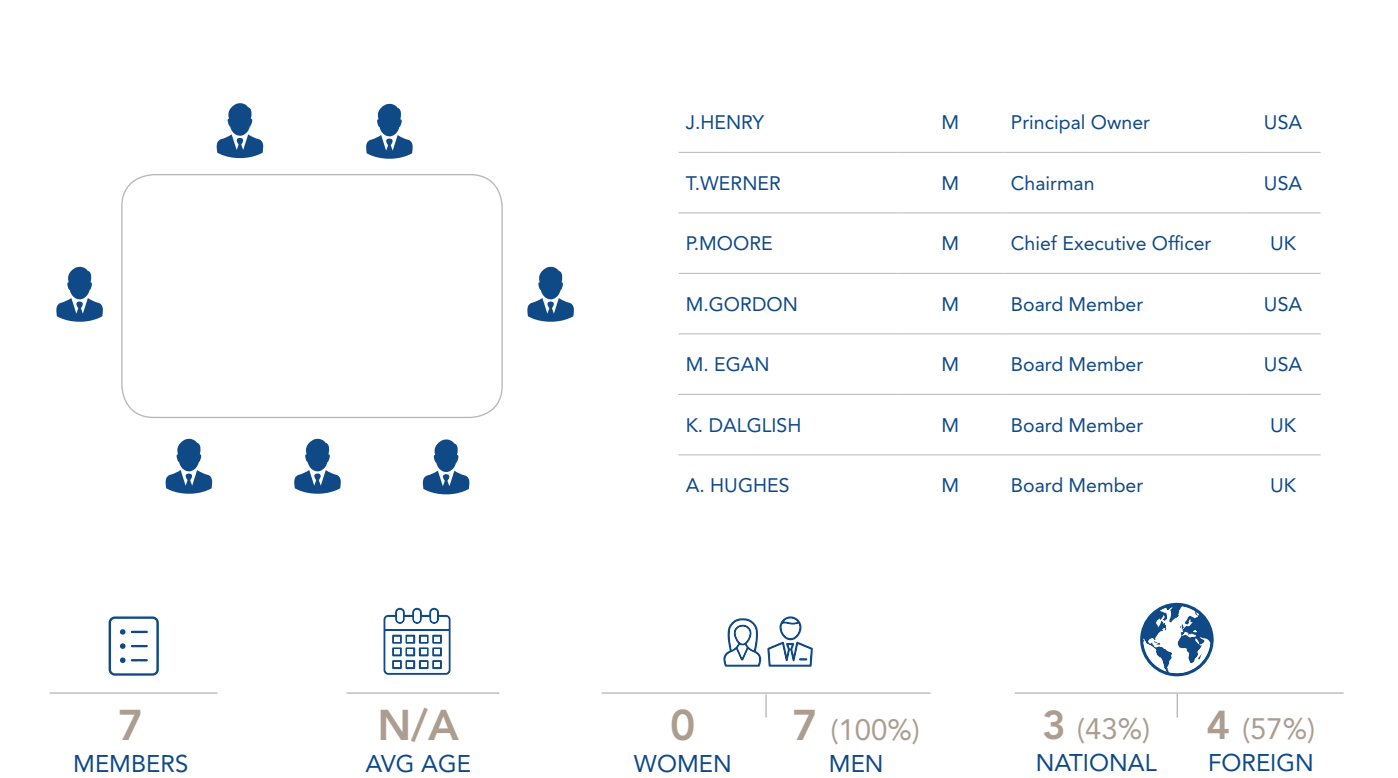 J.HENRY M Principal Owner USA
T.WERNER M Chairman USA
P.MOORE M Chief Executive Officer UK
M.GORDON M Board Member USA
M. EGAN M Board Member USA
K. DALGLISH M Board Member UK
A. HUGHES M Board Member UK
7 N/A 0 7 (100%) 3 (43%) 4 (57%)
MEMBERS AVG AGE WOMEN MEN NATIONAL FOREIGN